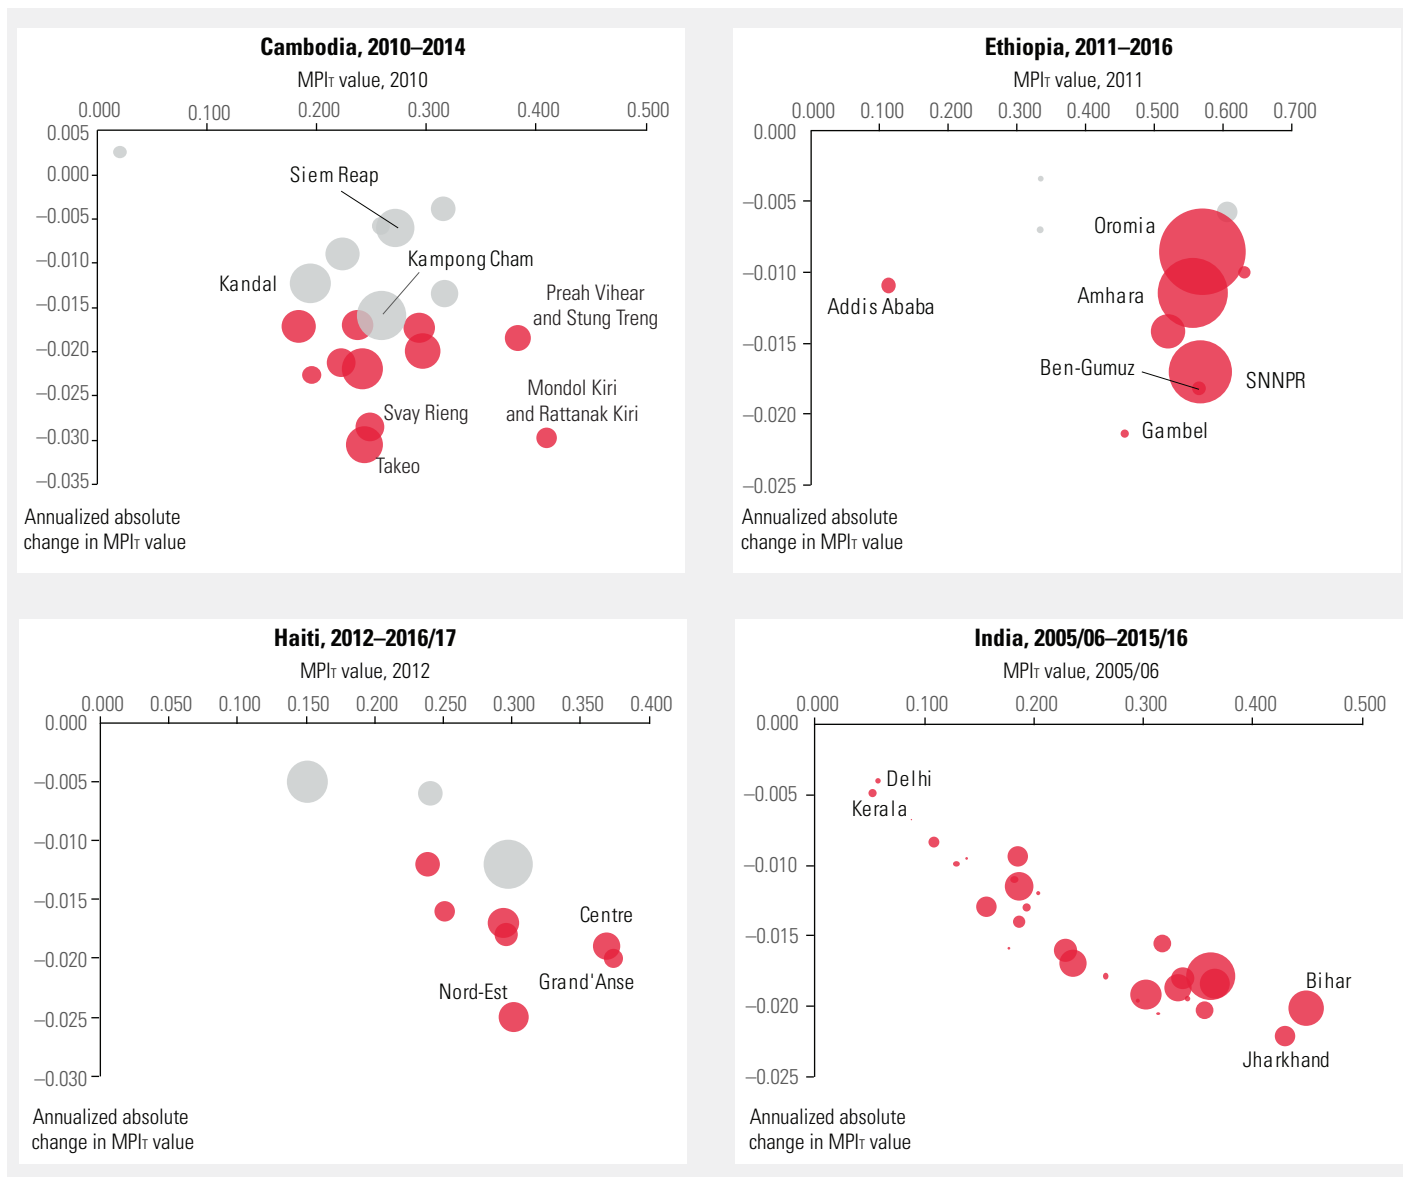 Cambodia, 2010–2014
MPIT value, 2010
0.000 0.100 0.200 0.300 0.400 0.500
0.005
0.000
–0.005
–0.010
–0.015
–0.020
–0.025
–0.030
–0.035
Siem Reap
Kampong Cham
Kandal
Preah Vihear
and Stung Treng
Mondol Kiri
and Rattanak Kiri
Svay Rieng
Takeo
Annualized absolute
change in MPIT value
Ethiopia, 2011–2016
MPIT value, 2011
0.000 0.100 0.200 0.300 0.400 0.500 0.600 0.700
0.000
–0.005
–0.010
–0.015
–0.020
–0.025
Oromia
Amhara
Addis Ababa
Ben-Gumuz
SNNPR
Gambel
Annualized absolute
change in MPIT value
Haiti, 2012–2016/17
MPIT value, 2012
0.000 0.050 0.100 0.150 0.200 0.250 0.300 0.350 0.400
0.000
–0.005
–0.010
–0.015
–0.020
–0.025
–0.030
Centre
Grand'Anse
Nord-Est
Annualized absolute
change in MPIT value
India, 2005/06–2015/16
MPIT value, 2005/06
0.000 0.100 0.200 0.300 0.400 0.500
0.000
–0.005
–0.010
–0.015
–0.020
–0.025
Delhi
Kerala
Bihar
Jharkhand
Annualized absolute
change in MPIT value